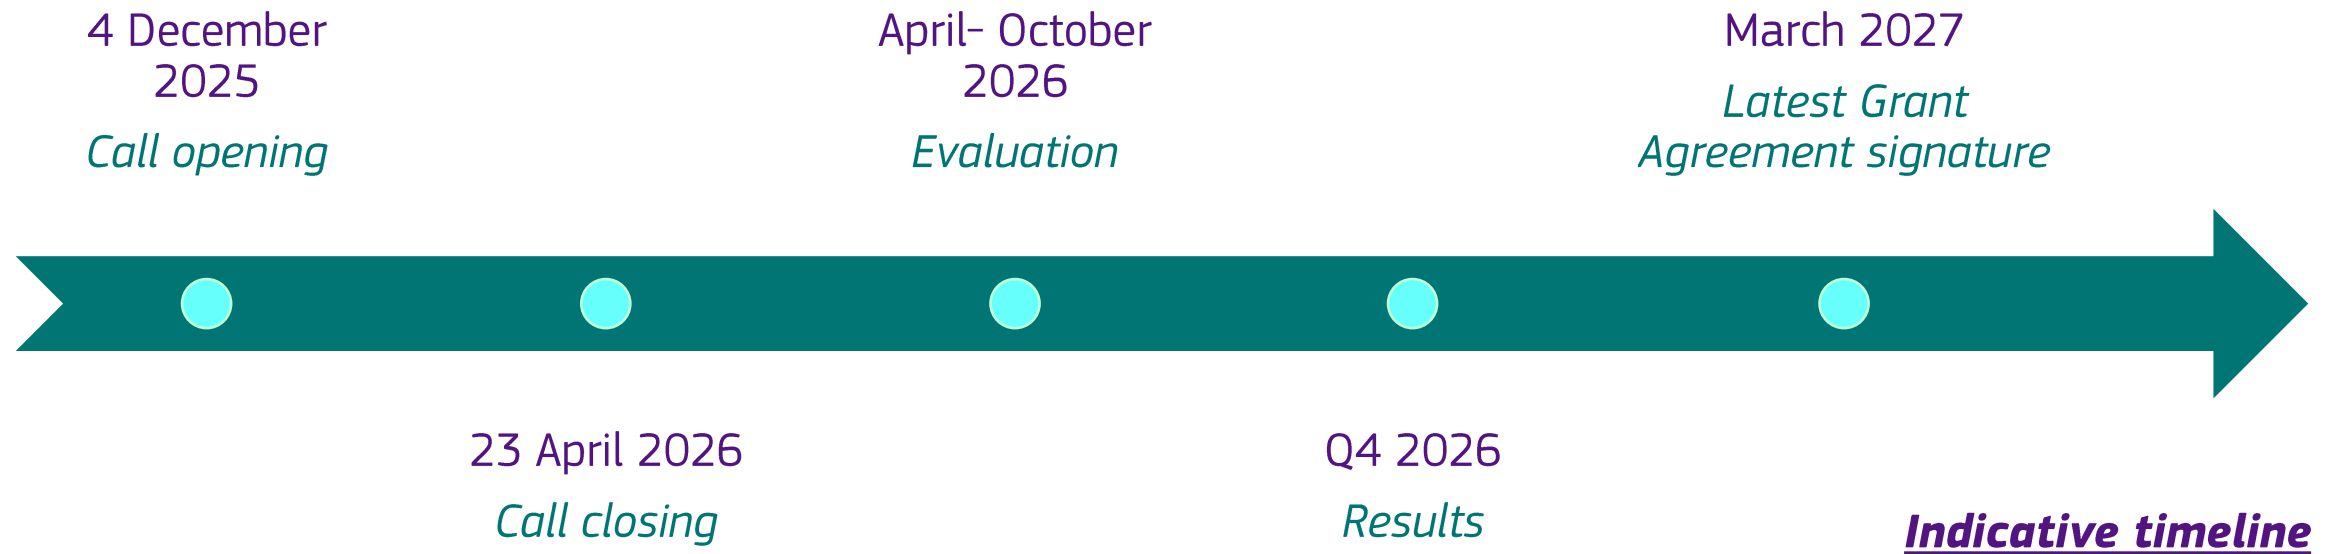 4 December
2025
Call opening
April- October
2026
Evaluation
March 2027
Latest Grant
Agreement signature
23 April 2026
Call closing
Q4 2026
Results
Indicative timeline